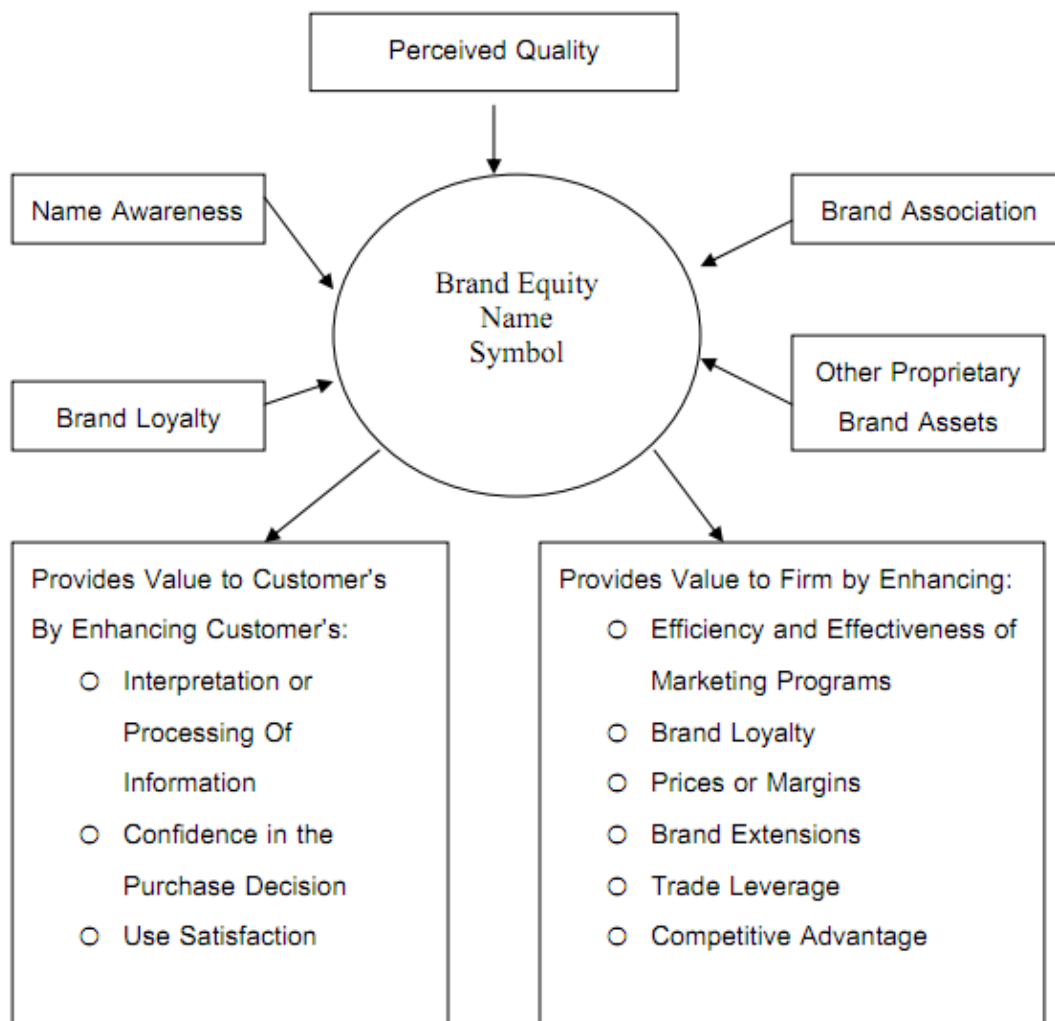 Perceived Quality
Name Awareness
Brand Association
Brand Equity
Name
Symbol
Brand Loyalty
Other Proprietary
Brand Assets
Provides Value to Customer's
By Enhancing Customer's:
Interpretation or
Processing Of
Information
Confidence in the
Purchase Decision
Use Satisfaction
Provides Value to Firm by Enhancing:
Efficiency and Effectiveness of
Marketing Programs
Brand Loyalty
Prices or Margins
Brand Extensions
Trade Leverage
Competitive Advantage